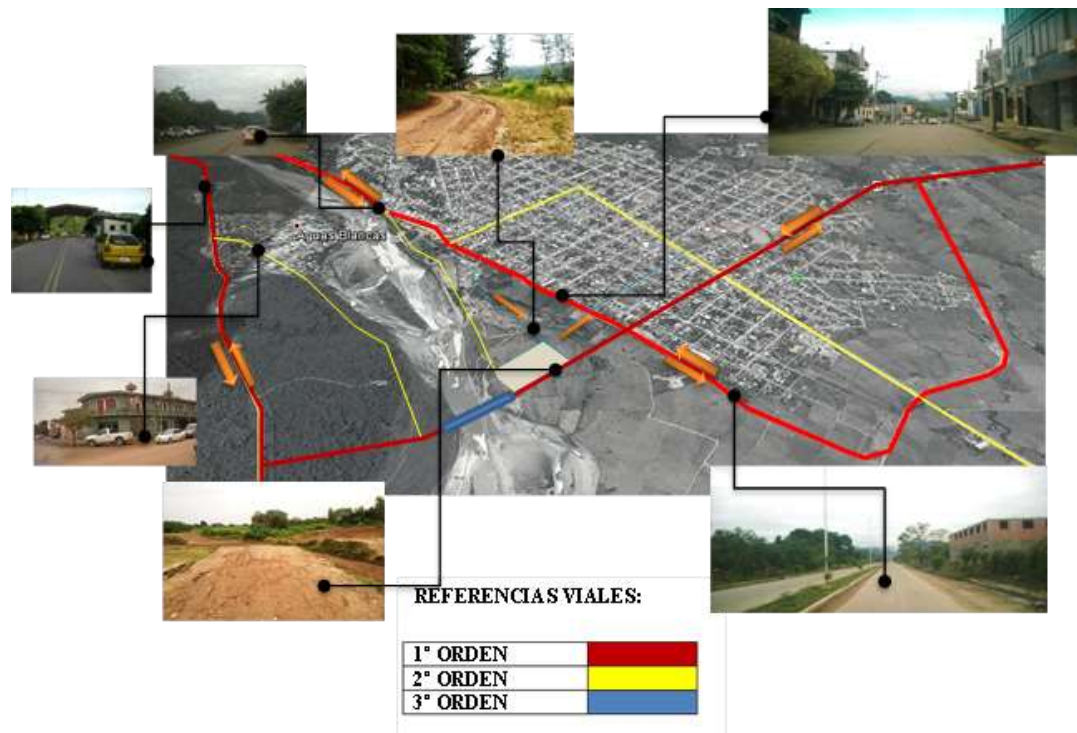 Aguas Blancas
REFERENCIAS VIALES:
1° ORDEN
2° ORDEN
3° ORDEN